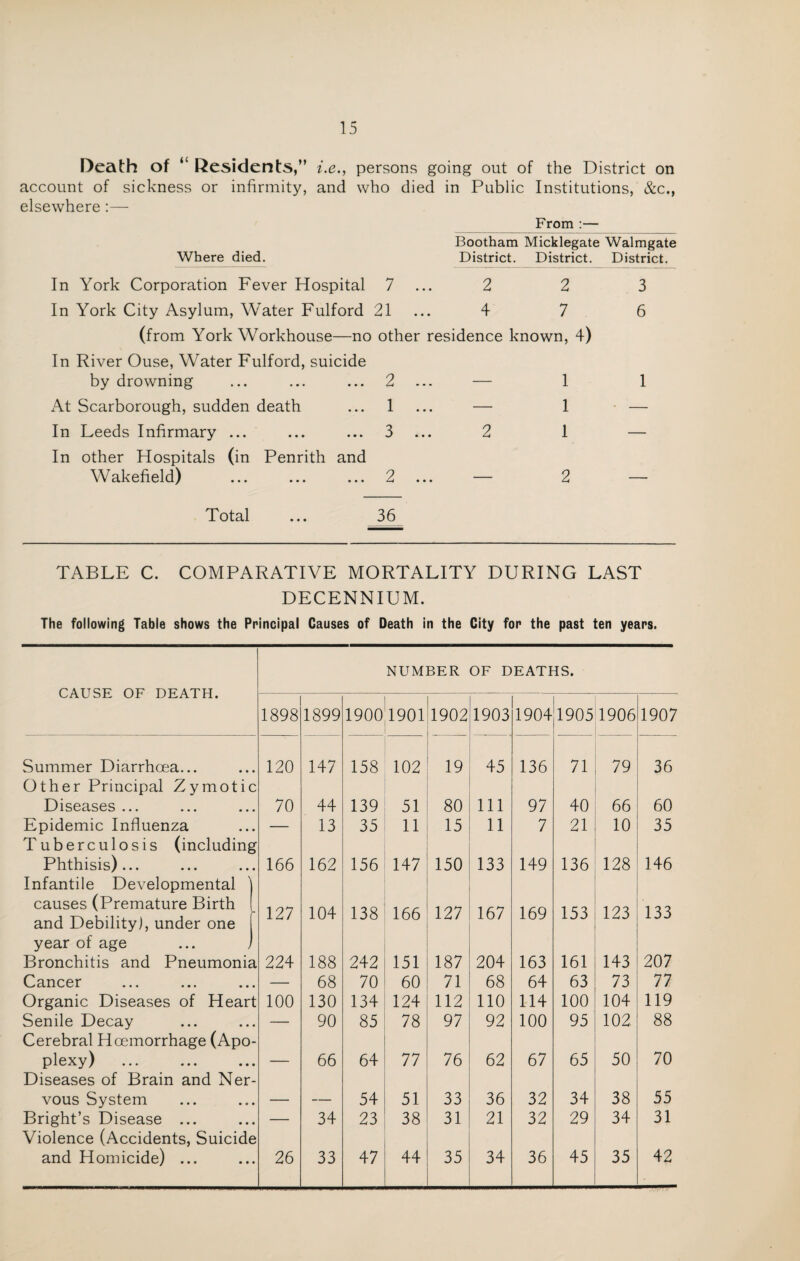 15
Death of “Residents,” i.e., persons going out of the District on
account of sickness or infirmity, and who died in Public Institutions, &c.,
elsewhere :—
From :—
Where died. Bootham Micklegate Walmgate
District. District. District.
In York Corporation Fever Hospital 7 ... 2 2 3
In York City Asylum, Water Fulford 21 ... 4 7 6
(from York Workhouse—no other residence known, 4)
In River Ouse, Water Fulford, suicide
by drowning ... ... ... 2 ... — 1 1
At Scarborough, sudden death ... 1 ... — 1 —
In Leeds Infirmary ... ... ... 3 ... 2 1 —
In other Hospitals (in Penrith and
Wakefield) ... ... ... 2 ... — 2 —
Total ... 36
TABLE C. COMPARATIVE MORTALITY DURING LAST
DECENNIUM.
The following Table shows the Principal Causes of Death in the City for the past ten years.
CAUSE OF DEATH. NUMBER OF DEATHS.
1898 1899 1900 1901 1902 1903 1904 1905 1906 1907
Summer Diarrhœa... ... 120 147 158 102 19 45 136 71 79 36
Other Principal Zymotic
Diseases ... ... ... 70 44 139 51 80 111 97 40 66 60
Epidemic Influenza ... — 13 35 11 15 11 7 21 10 35
Tuberculosis (including
Phthisis) ... ... ... 166 162 156 147 150 133 149 136 128 146
Infantile Developmental
causes (Premature Birth
and Debility), under one
year of age ... 127 104 138 166 127 167 169 153 123 133
Bronchitis and Pneumonia 224 188 242 151 187 204 163 161 143 207
Cancer ... ... ... — 68 70 60 71 68 64 63 73 77
Organic Diseases of Heart 100 130 134 124 112 110 114 100 104 119
Senile Decay ... ... — 90 85 78 97 92 100 95 102 88
Cerebral Hœmorrhage (Apo-
plexy) ... ... ... — 66 64 77 76 62 67 65 50 70
Diseases of Brain and Ner-
vous System ... ... — — 54 51 33 36 32 34 38 55
Bright’s Disease ... ... — 34 23 38 31 21 32 29 34 31
Violence (Accidents, Suicide
and Homicide) ... ... 26 33 47 44 35 34 36 45 35 42